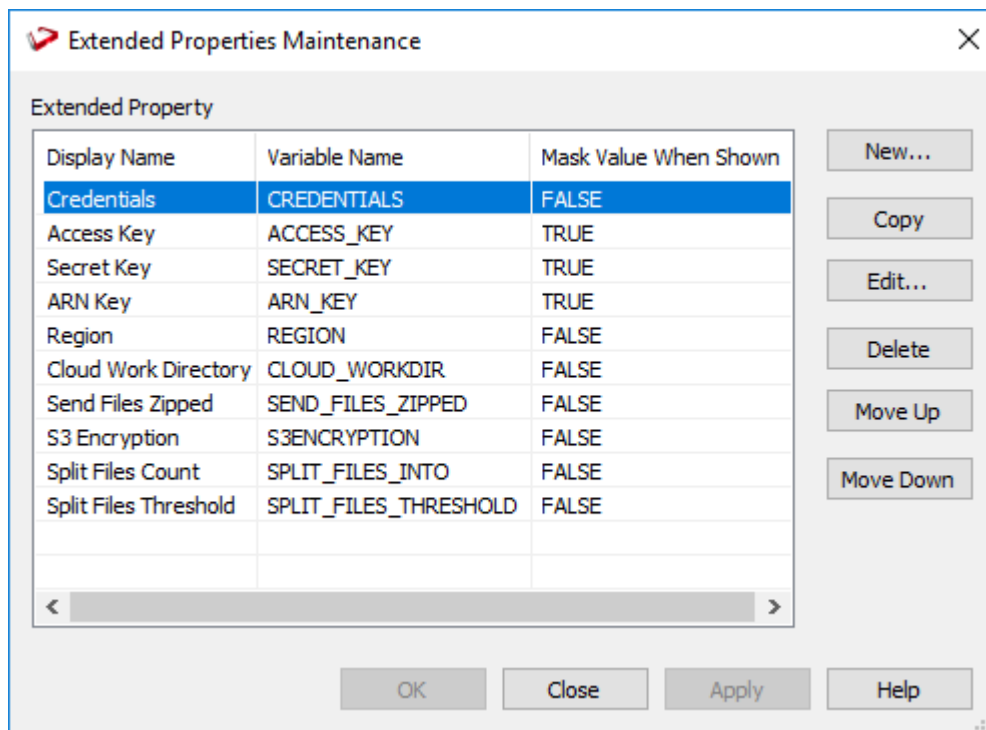 Extended Properties Maintenance
Extended Property
Display Name Variable Name Mask Value When Shown
Credentials CREDENTIALS FALSE
Access Key ACCESS_KEY TRUE
Secret Key SECRET_KEY TRUE
ARN Key ARN_KEY TRUE
Region REGION FALSE
Cloud Work Directory CLOUD_WORKDIR FALSE
Send Files Zipped SEND_FILES_ZIPPED FALSE
S3 Encryption S3ENCRYPTION FALSE
Split Files Count SPLIT_FILES_INTO FALSE
Split Files Threshold SPLIT_FILES_THRESHOLD FALSE
New...
Copy
Edit...
Delete
Move Up
Move Down
OK Close Apply Help